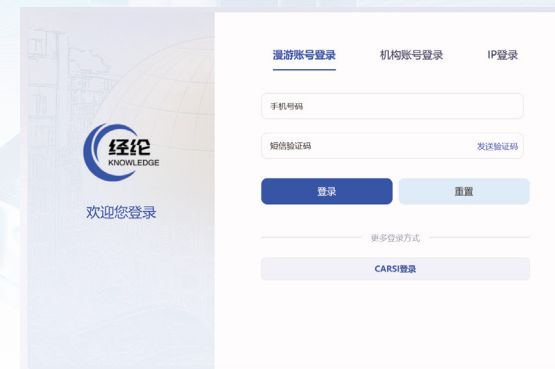 经纶
KNOWLEDGE
欢迎您登录
漫游账号登录 机构账号登录 IP登录
手机号码
短信验证码 发送验证码
登录 重置
更多登录方式
CARSI登录